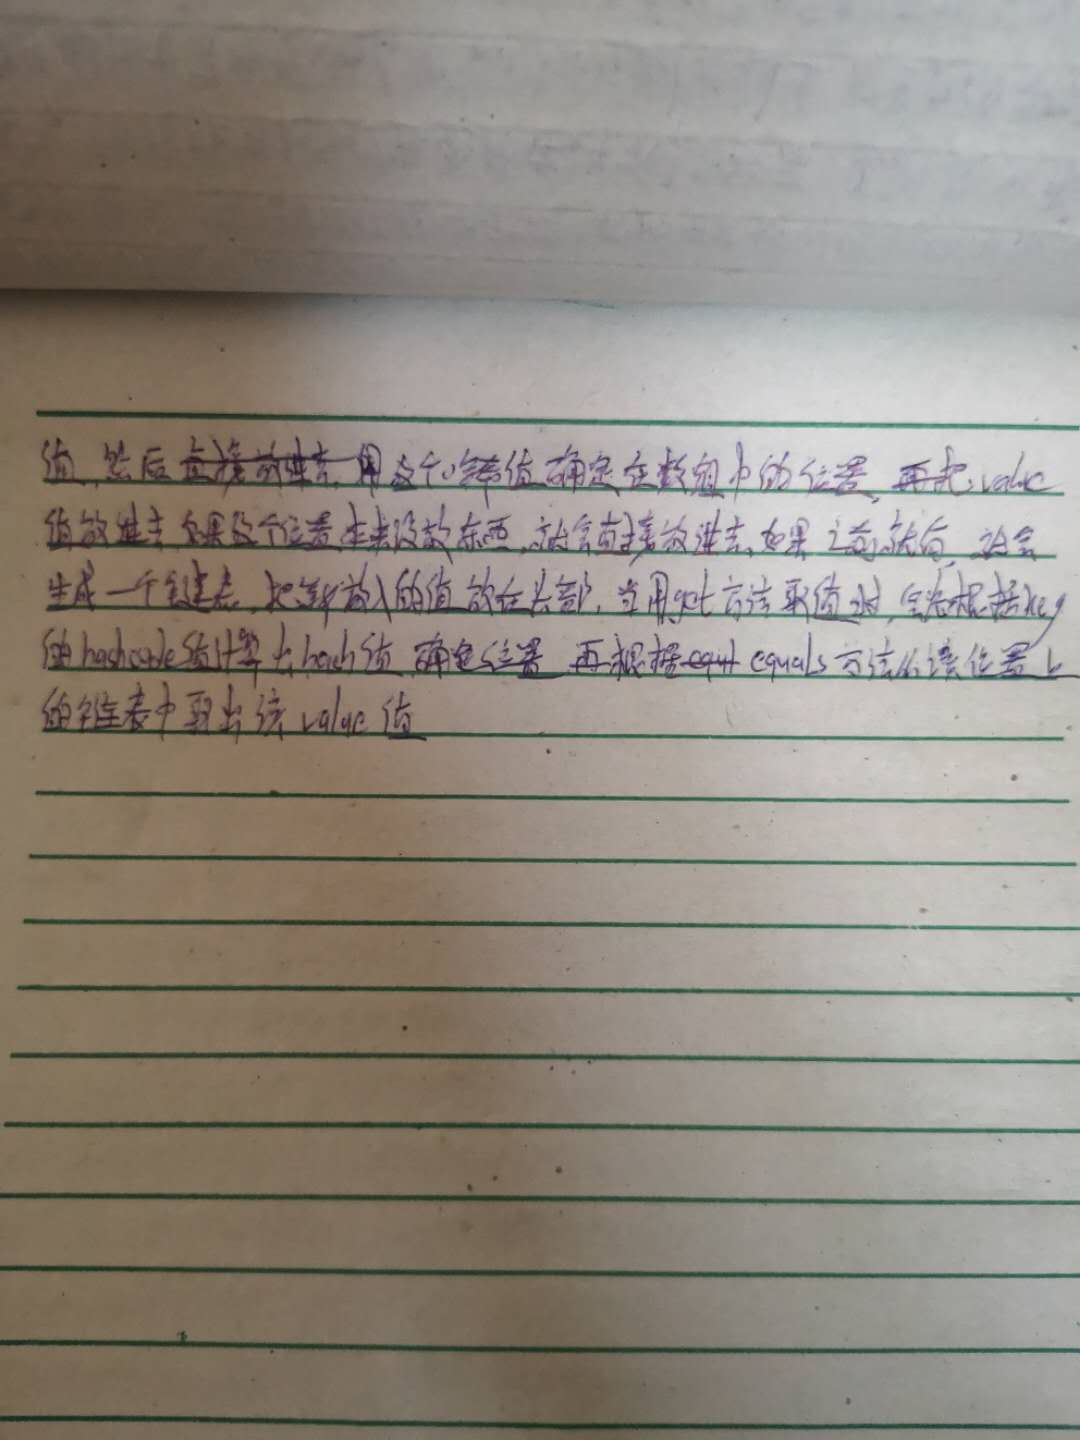 值,然后直接放进去,用这个哈希值确定在数组中的位置,再把value
值放进去,如果这个位置本来没放东西,就会直接放进去,如果之前就有,就会
生成一个链表,把新放入的值放在头部,当用get方法取值时,会先根据key
的hashcode值计算出hash值,确定位置,再根据equals方法从该位置上
的链表中取出该value值